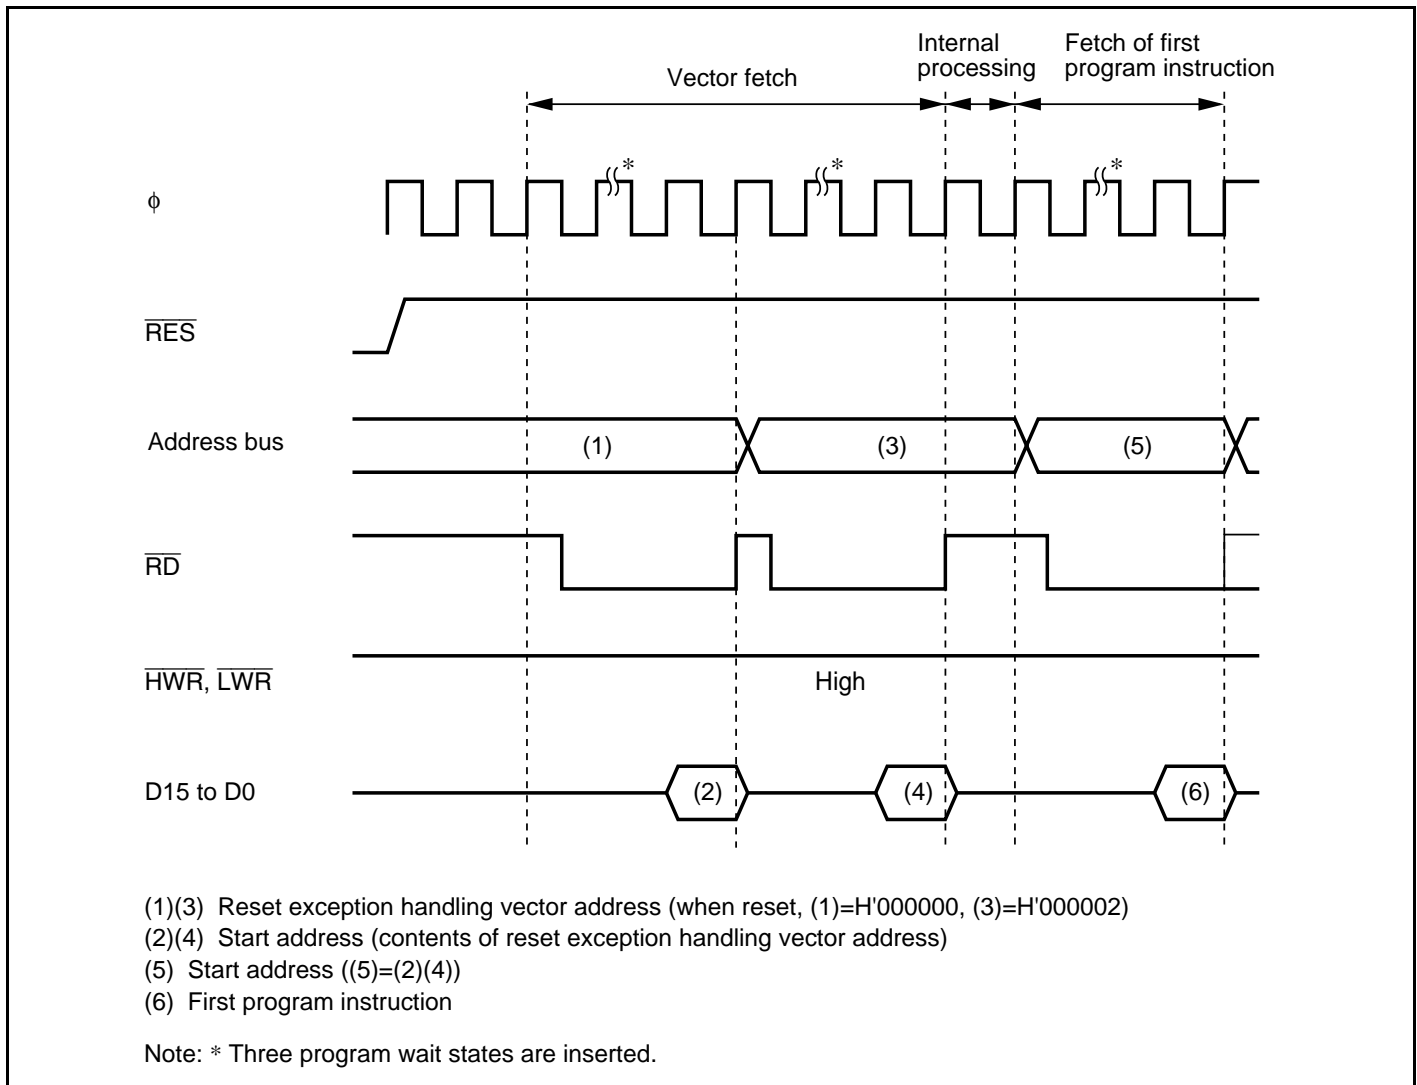 Internal processing
Fetch of first program instruction
Vector fetch
*
*
*
ϕ
RES
Address bus
(1)
(3)
(5)
RD
HWR, LWR
High
D15 to D0
(2)
(4)
(6)
(1)(3) Reset exception handling vector address (when reset, (1)=H'000000, (3)=H'000002)
(2)(4) Start address (contents of reset exception handling vector address)
(5) Start address ((5)=(2)(4))
(6) First program instruction
Note: * Three program wait states are inserted.